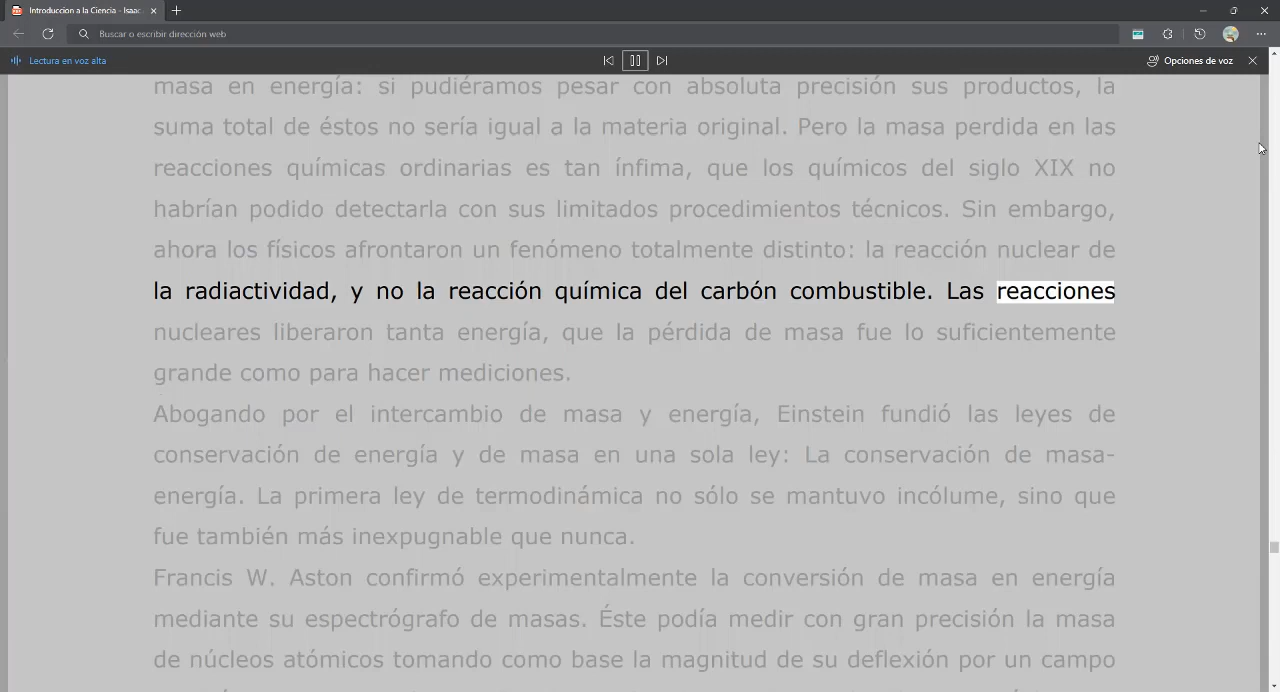 Introduccion a la Ciencia - Isaac
Buscar o escribir dirección web
Lectura en voz alta
Opciones de voz
masa en energía: si pudiéramos pesar con absoluta precisión sus productos, la
suma total de éstos no sería igual a la materia original. Pero la masa perdida en las
reacciones químicas ordinarias es tan ínfima, que los químicos del siglo XIX no
habrían podido detectarla con sus limitados procedimientos técnicos. Sin embargo,
ahora los físicos afrontaron un fenómeno totalmente distinto: la reacción nuclear de
la radiactividad, y no la reacción química del carbón combustible. Las reacciones
nucleares liberaron tanta energía, que la pérdida de masa fue lo suficientemente
grande como para hacer mediciones.
Abogando por el intercambio de masa y energía, Einstein fundió las leyes de
conservación de energía y de masa en una sola ley: La conservación de masa-
energía. La primera ley de termodinámica no sólo se mantuvo incólume, sino que
fue también más inexpugnable que nunca.
Francis W. Aston confirmó experimentalmente la conversión de masa en energía
mediante su espectrógrafo de masas. Éste podía medir con gran precisión la masa
de núcleos atómicos tomando como base la magnitud de su deflexión por un campo